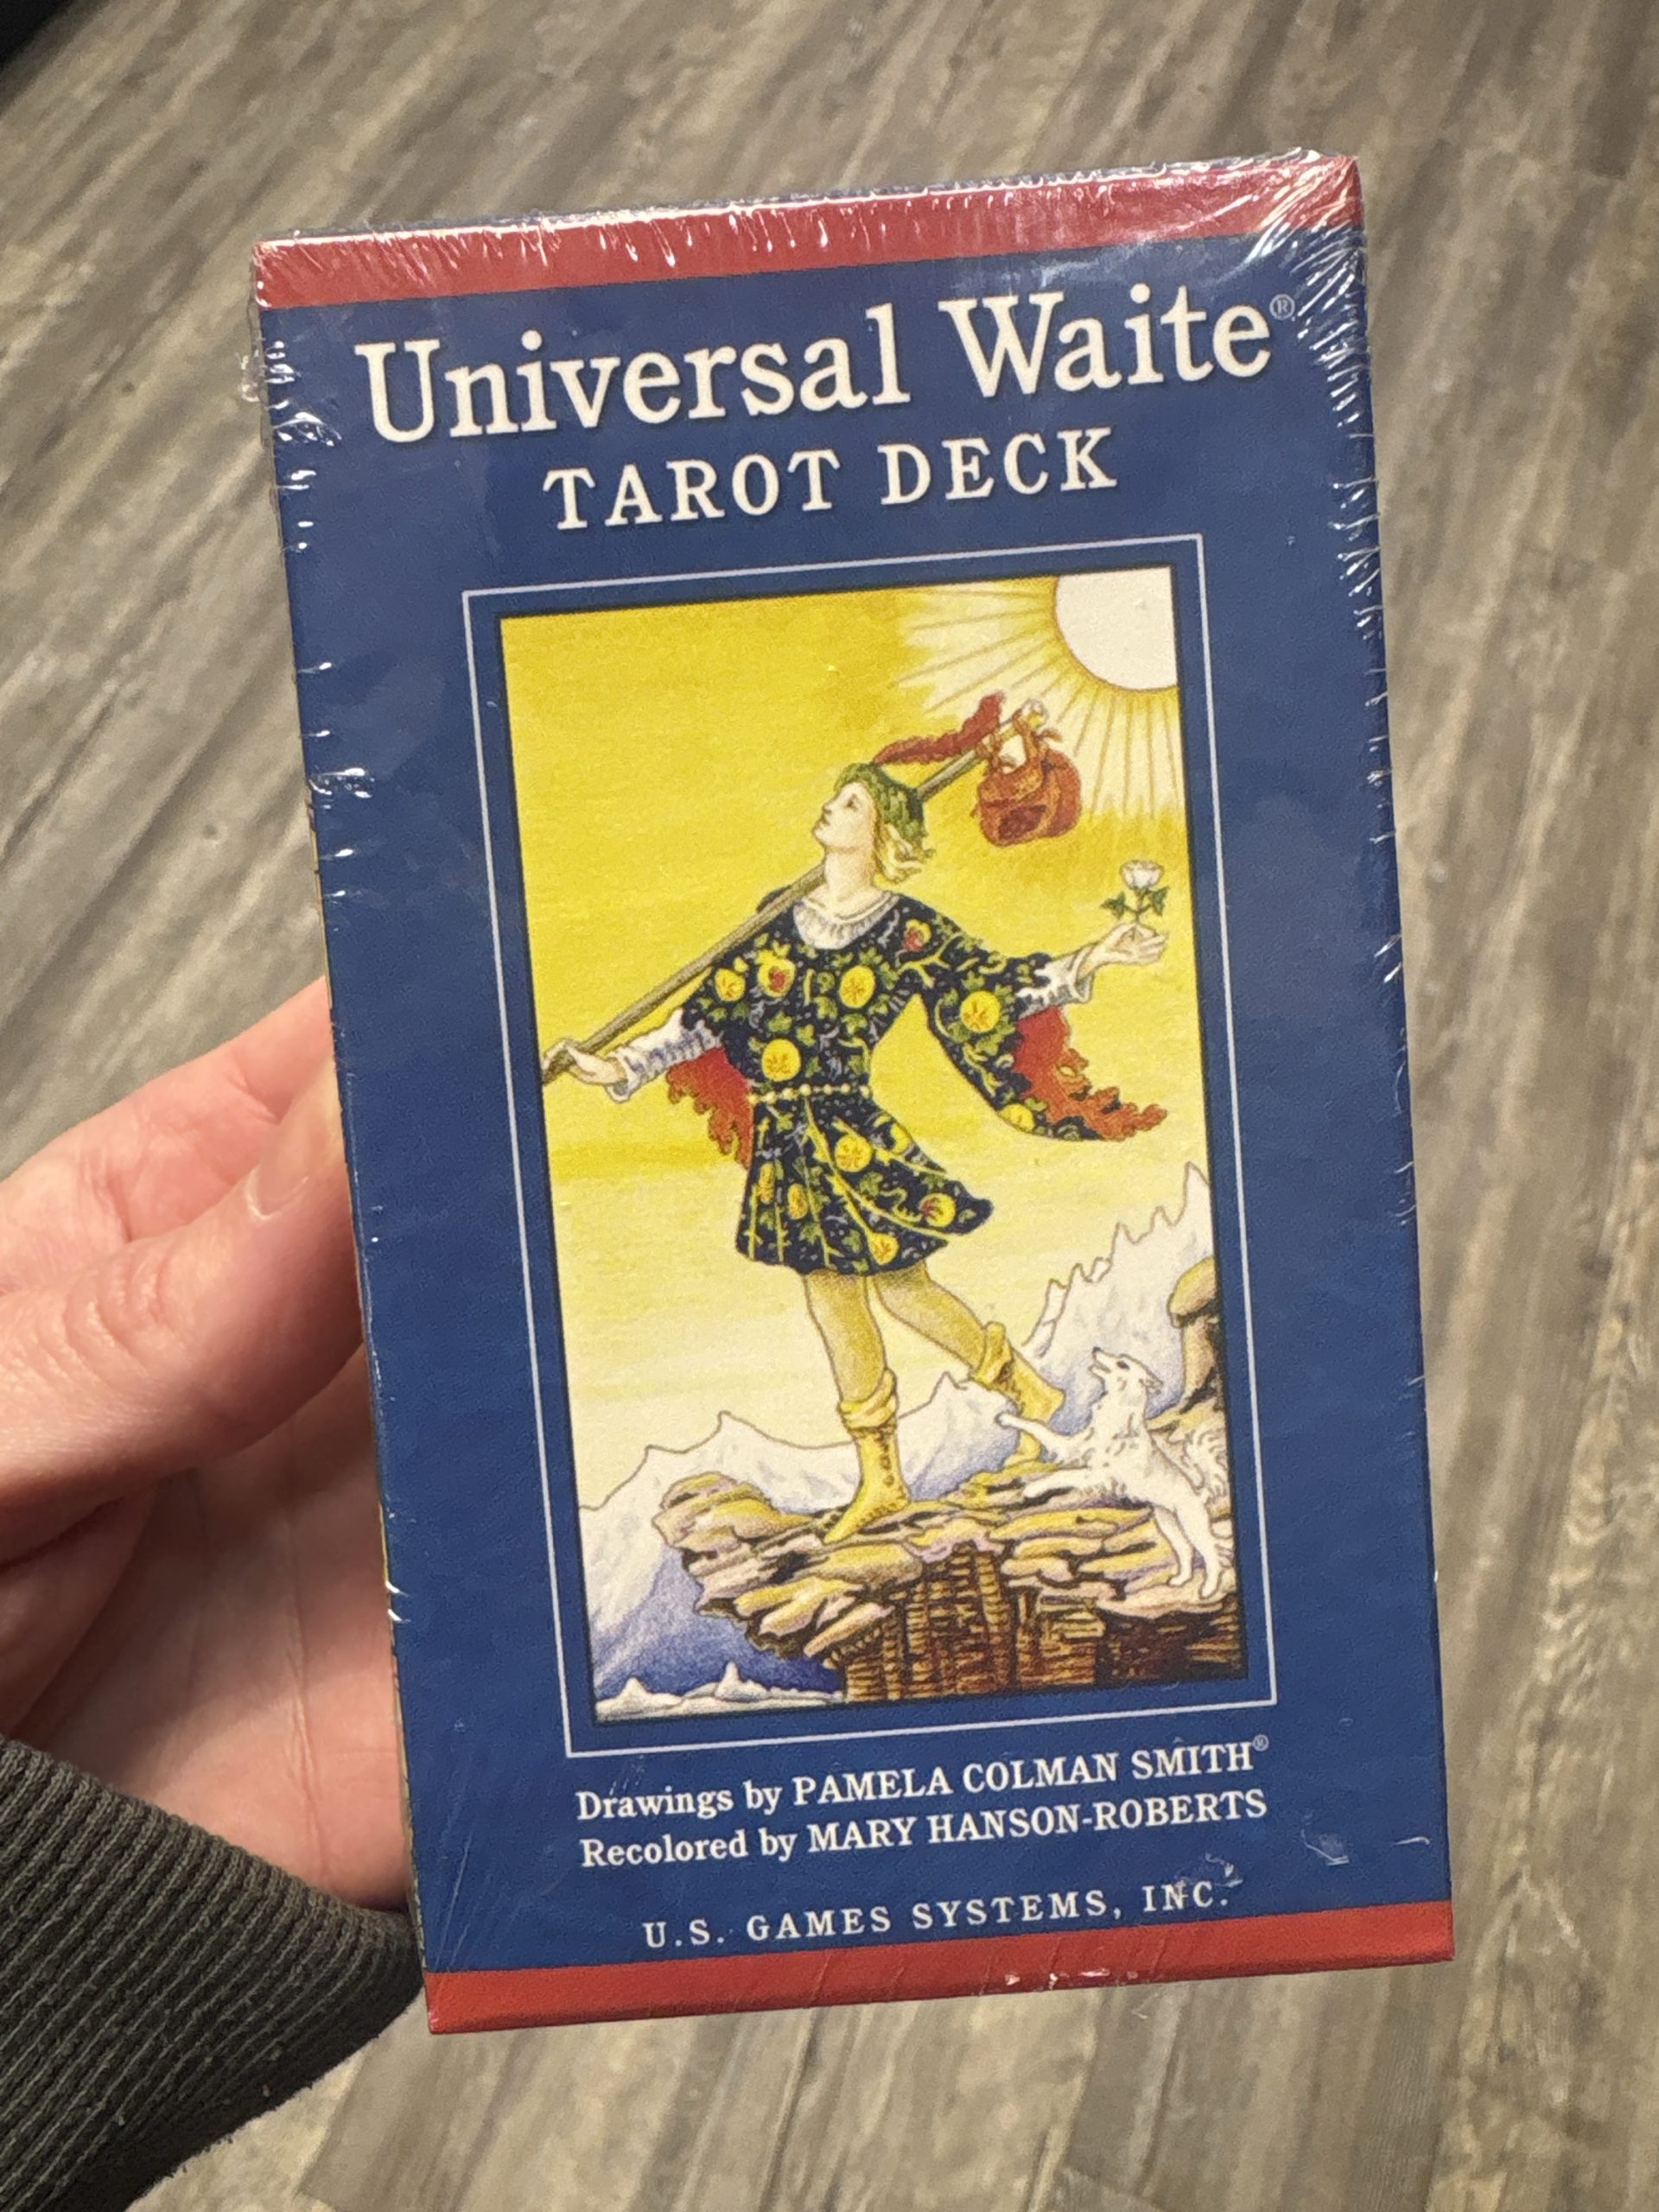 Universal Waite®
TAROT DECK
Drawings by PAMELA COLMAN SMITH®
Recolored by MARY HANSON-ROBERTS
U.S. GAMES SYSTEMS, INC.